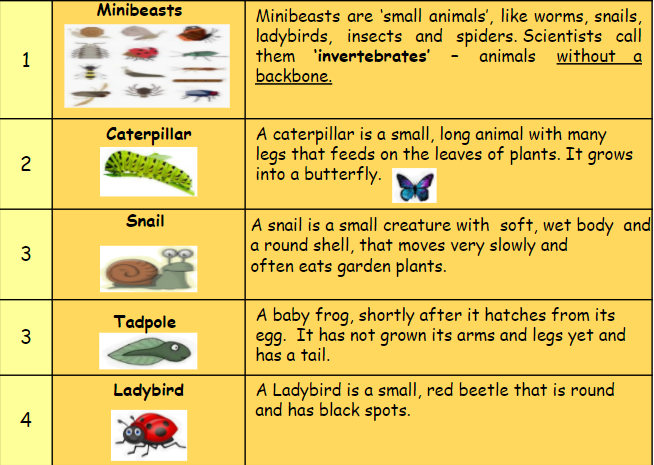 1
Minibeasts
Minibeasts are ‘small animals’, like worms, snails,
ladybirds, insects and spiders. Scientists call
them ‘invertebrates’ – animals without a
backbone.
2
Caterpillar
A caterpillar is a small, long animal with many
legs that feeds on the leaves of plants. It grows
into a butterfly.
3
Snail
A snail is a small creature with soft, wet body and
a round shell, that moves very slowly and
often eats garden plants.
3
Tadpole
A baby frog, shortly after it hatches from its
egg. It has not grown its arms and legs yet and
has a tail.
4
Ladybird
A Ladybird is a small, red beetle that is round
and has black spots.